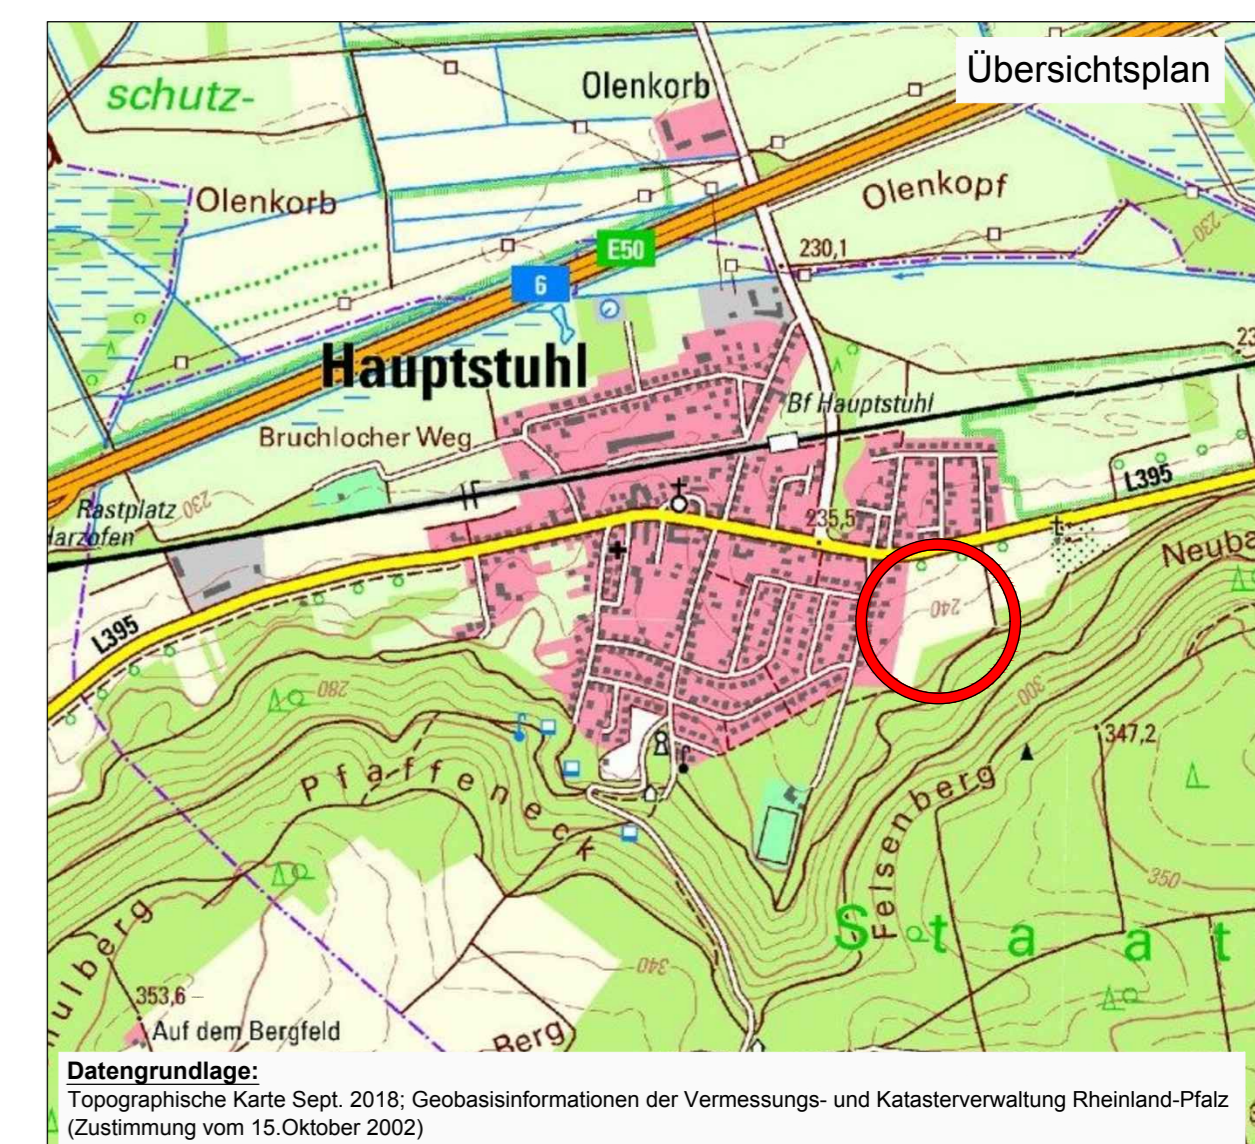 Übersichtsplan
schutz-
Olenkorb
Olenkorb
Olenkopf
230
E50
230,1
6
Hauptstuhl
Bf Hauptstuhl
Bruchlocher Weg
L395
Rastplatz
230
235,5
Neuba
240
L395
280
300
347,2
Pfaffeneck
Felsenberg
350
Staat
340
353,6
Auf dem Bergfeld
Berg
Datengrundlage:
Topographische Karte Sept. 2018; Geobasisinformationen der Vermessungs- und Katasterverwaltung Rheinland-Pfalz
(Zustimmung vom 15.Oktober 2002)